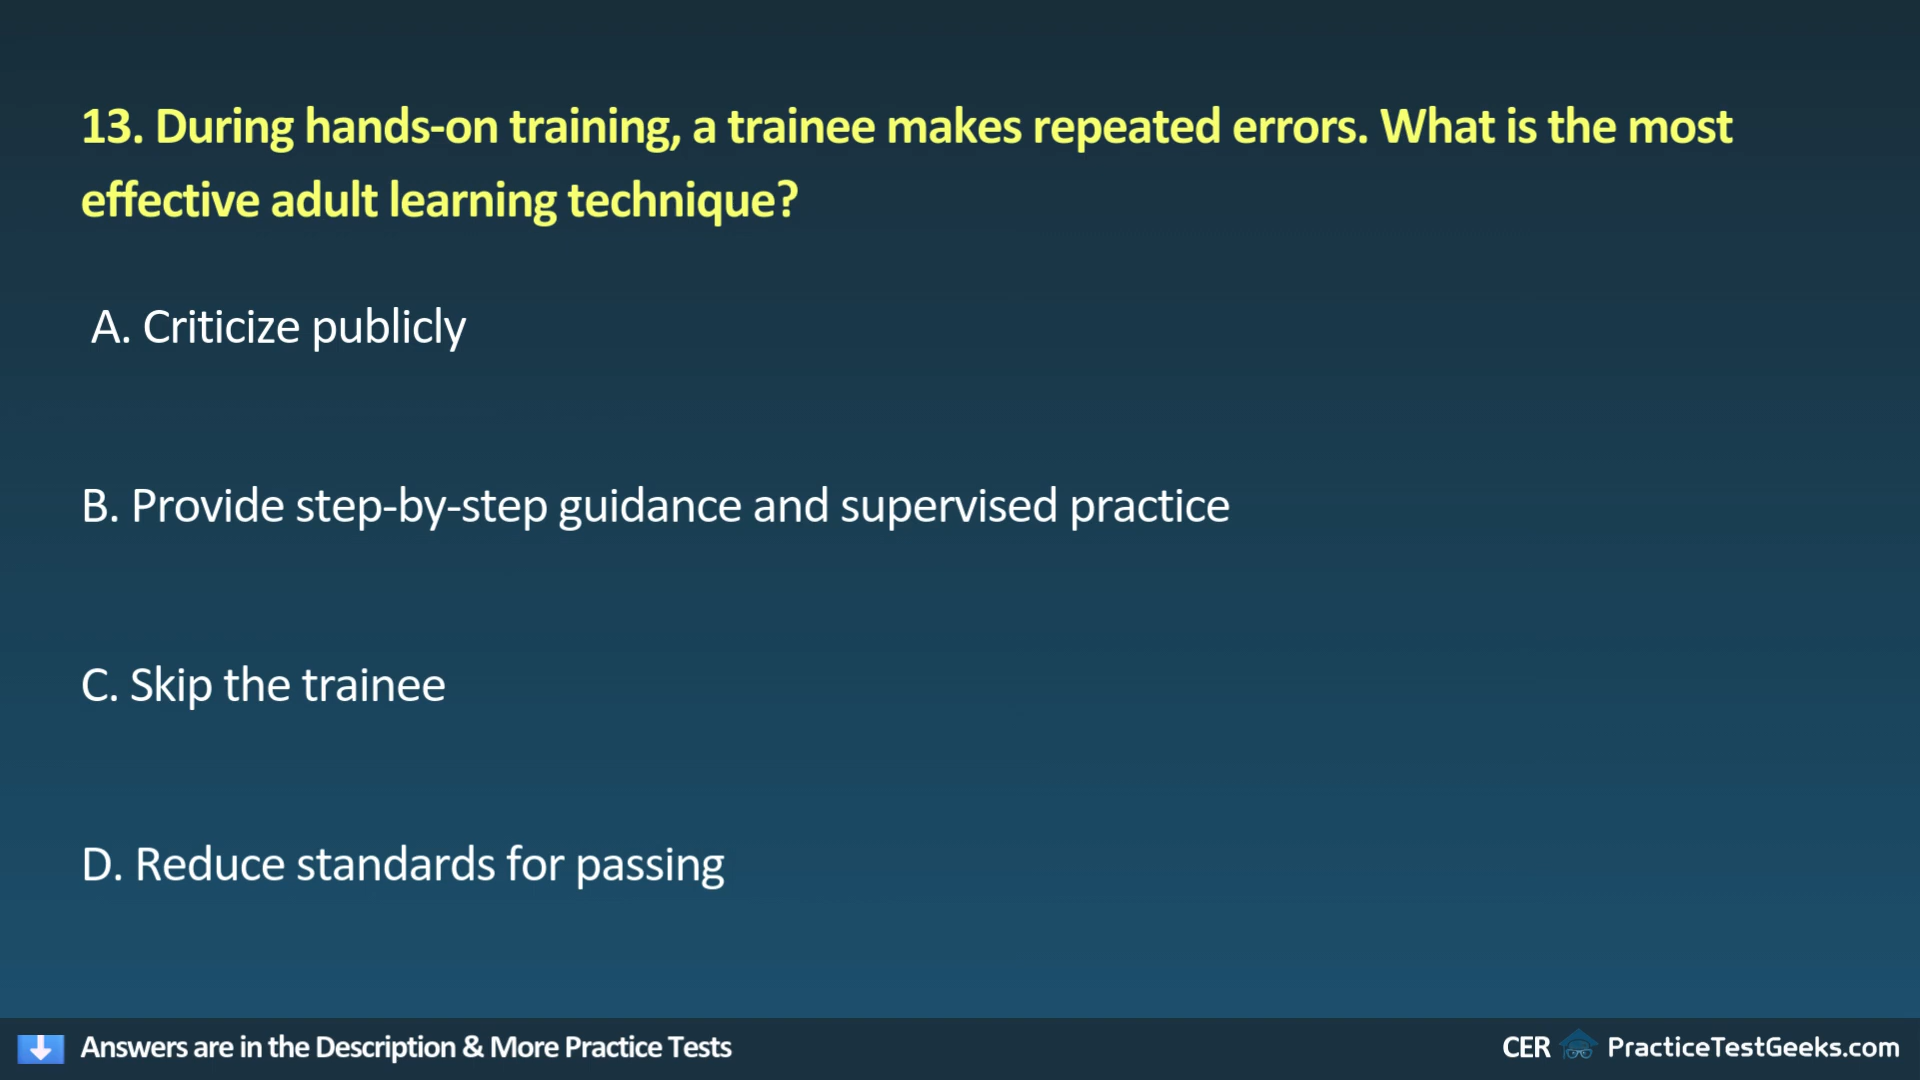 13. During hands-on training, a trainee makes repeated errors. What is the most
effective adult learning technique?
A. Criticize publicly
B. Provide step-by-step guidance and supervised practice
C. Skip the trainee
D. Reduce standards for passing
Answers are in the Description & More Practice Tests
CER PracticeTestGeeks.com